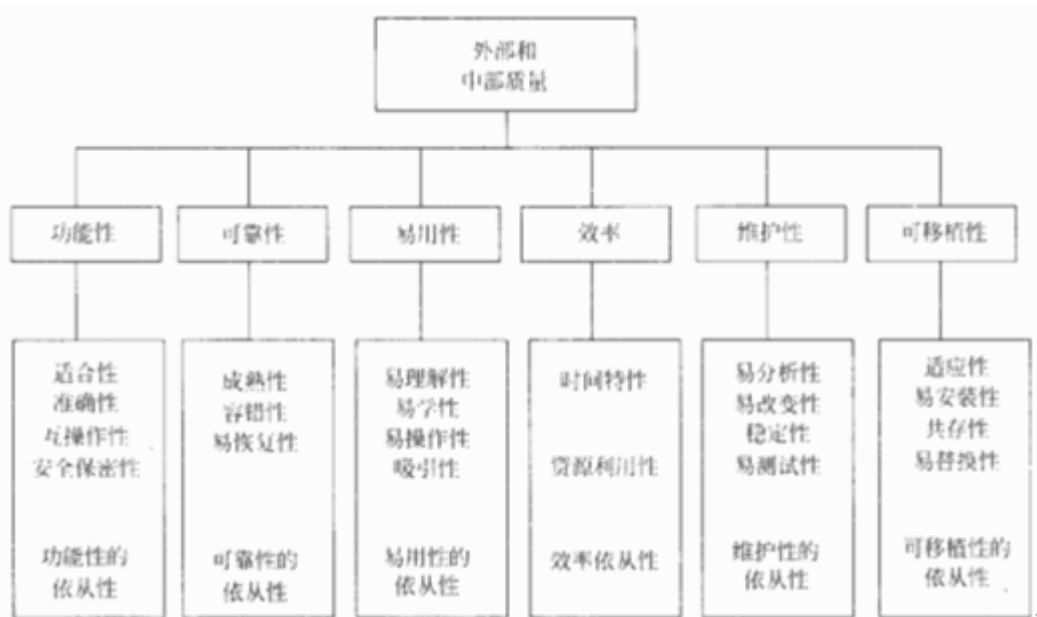 外部和
中部质量
功能性
可靠性
易用性
效率
维护性
可移植性
适合性
准确性
互操作性
安全保密性
功能性的
依从性
成熟性
容错性
易恢复性
可靠性的
依从性
易理解性
易学性
易操作性
吸引性
易用性的
依从性
时间特性
资源利用性
效率依从性
易分析性
易改变性
稳定性
易测试性
维护性的
依从性
适应性
易安装性
共存性
易替换性
可移植性的
依从性